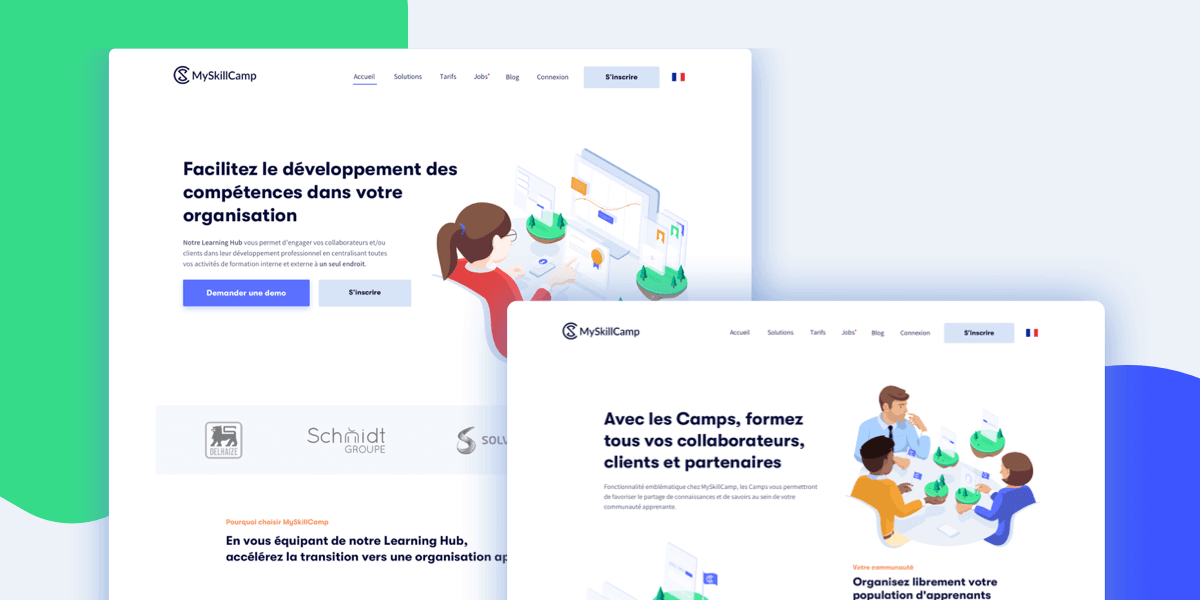 MySkillCamp
Accueil Solutions Tarifs Jobs Blog Connexion S'inscrire
Facilitez le développement des
compétences dans votre
organisation
Notre Learning Hub vous permet d'engager vos collaborateurs et/ou
clients dans leur développement professionnel en centralisant toutes
vos activités de formation interne et externe à un seul endroit.
Demander une demo S'inscrire
DELHAIZE
Schmidt
GROUPE
SOLV
Pourquoi choisir MySkillCamp
En vous équipant de notre Learning Hub,
accélérez la transition vers une organisation ap
MySkillCamp
Accueil Solutions Tarifs Jobs Blog Connexion S'inscrire
Avec les Camps, formez
tous vos collaborateurs,
clients et partenaires
Fonctionnalité emblématique chez MySkillCamp, les Camps vous permettront
de favoriser le partage de connaissances et de savoirs au sein de votre
communauté apprenante.
Votre communauté
Organisez librement votre
population d'apprenants